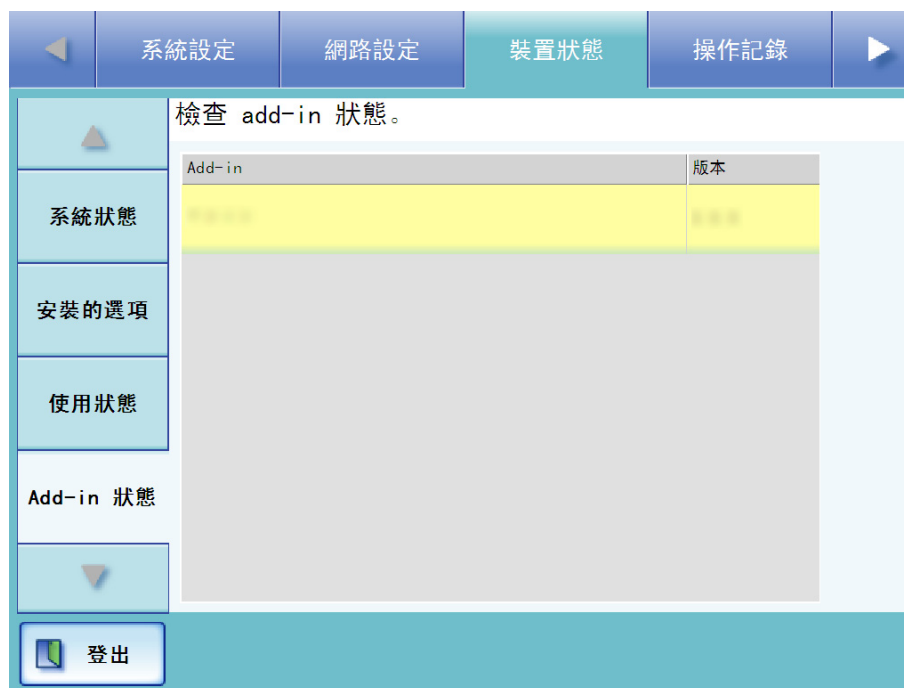 系統設定
網路設定
裝置狀態
操作記錄
檢查 add-in 狀態。
Add-in
版本
系統狀態
安裝的選項
使用狀態
Add-in 狀態
登出